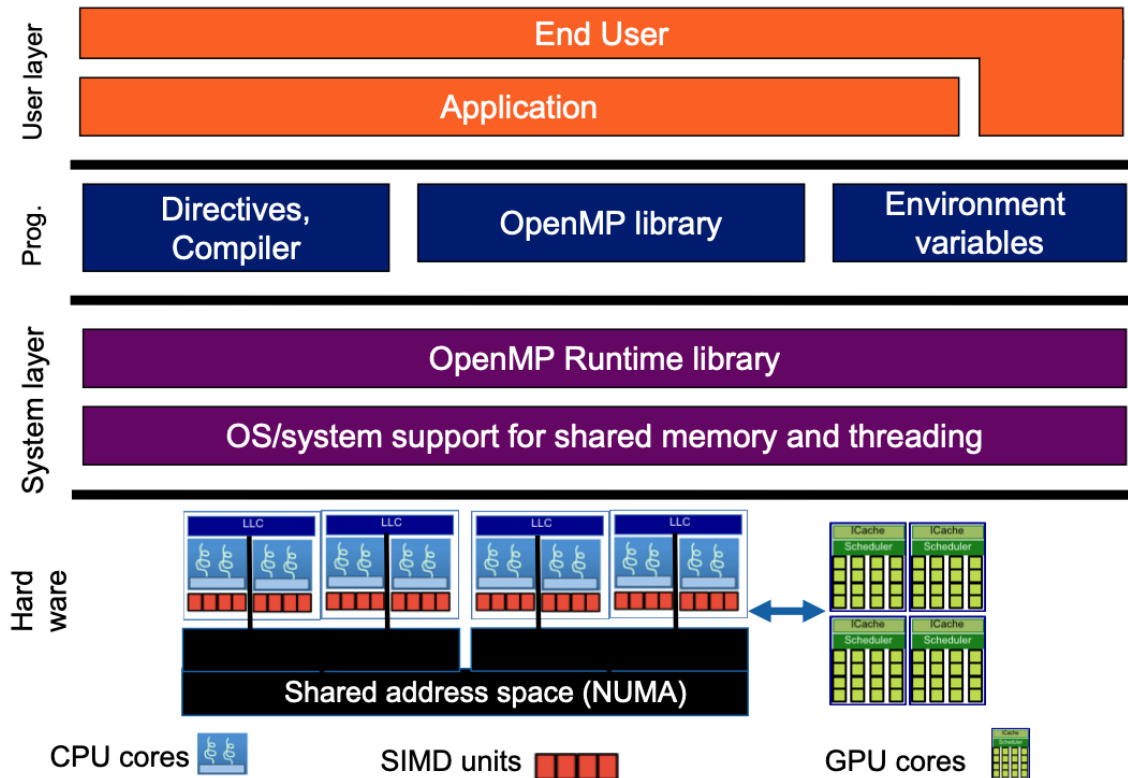 User layer
End User
Application
Prog.
Directives,
Compiler
OpenMP library
Environment
variables
System layer
OpenMP Runtime library
OS/system support for shared memory and threading
Hard
ware
LLC
LLC
LLC
LLC
ICache
ICache
Scheduler
Scheduler
ICache
ICache
Scheduler
Scheduler
Shared address space (NUMA)
CPU cores
SIMD units
GPU cores
ICache
Scheduler